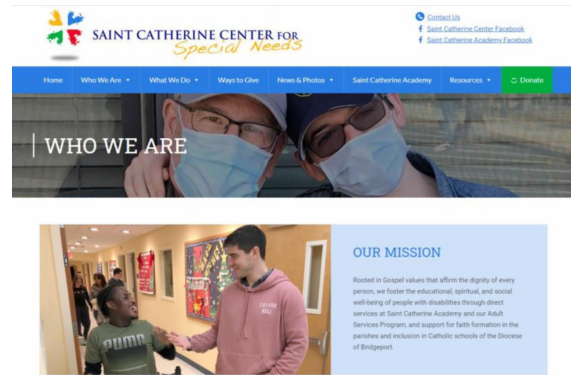 SAINT CATHERINE CENTER FOR
Special Needs
Contact Us
Saint Catherine Center Facebook
Saint Catherine Academy Facebook
Home Who We Are What We Do Ways to Give News & Photos Saint Catherine Academy Resources Donate
WHO WE ARE
OUR MISSION
Rooted in Gospel values that affirm the dignity of every
person, we foster the educational, spiritual, and social
well-being of people with disabilities through direct
services at Saint Catherine Academy and our Adult
Services Program, and support for faith formation in the
parishes and inclusion in Catholic schools of the Diocese
of Bridgeport.
PUMA